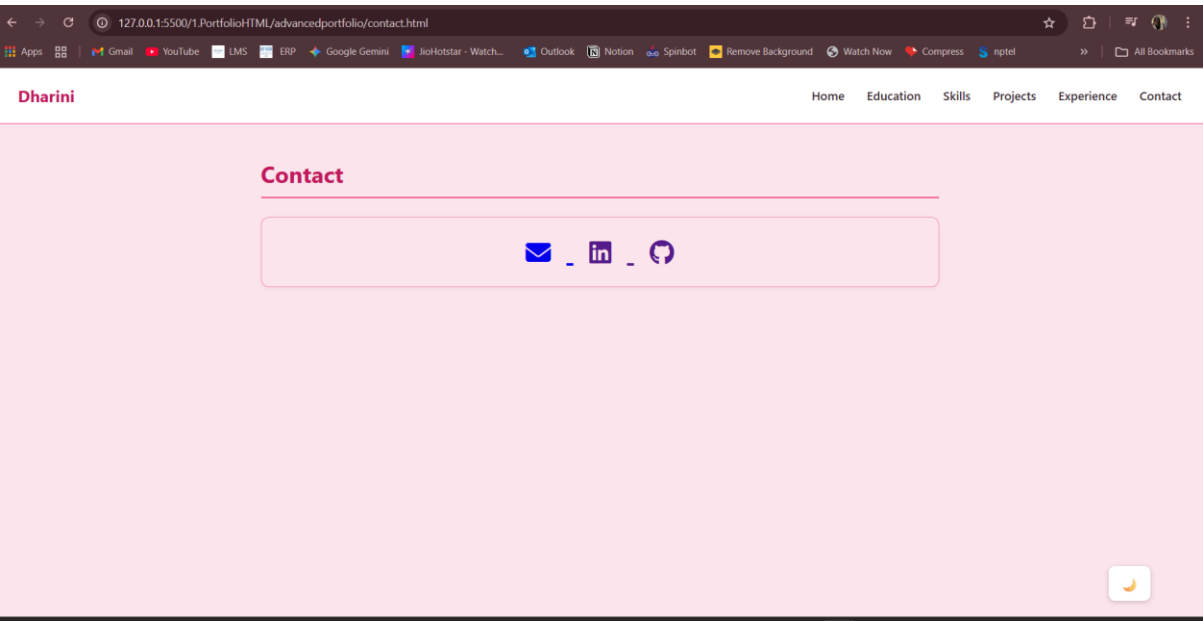 127.0.0.1:5500/1.PortfolioHTML/advancedportfolio/contact.html
Apps Gmail YouTube LMS ERP Google Gemini JioHotstar - Watch... Outlook Notion Spinbot Remove Background Watch Now Compress nptel » All Bookmarks
Dharini Home Education Skills Projects Experience Contact
Contact
in